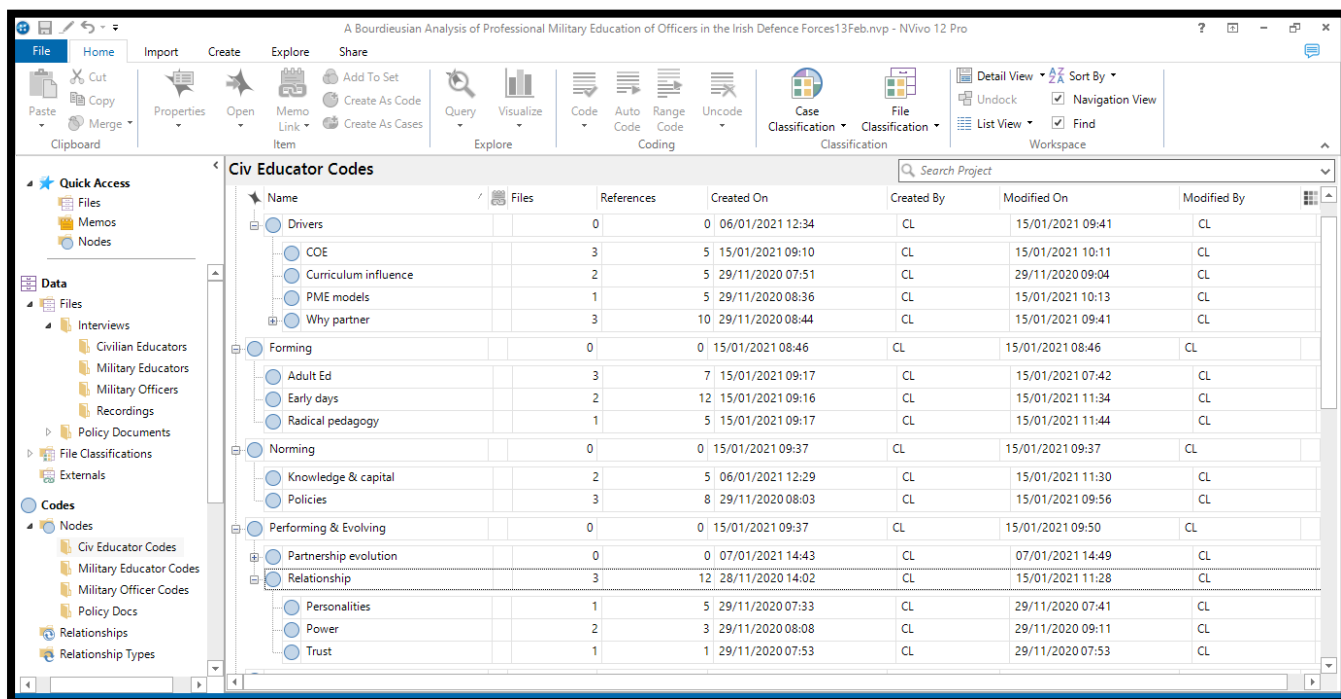 A Bourdieusian Analysis of Professional Military Education of Officers in the Irish Defence Forces13Feb.nvp - NVivo 12 Pro ?
File Home Import Create Explore Share
Paste Cut Copy Merge Clipboard
Properties Open Memo Link Add To Set Create As Code Create As Cases Item
Query Visualize Explore
Code Auto Code Range Code Uncode Coding
Case Classification File Classification Classification
Detail View Sort By Undock Navigation View List View Find Workspace
Quick Access
Files
Memos
Nodes
Data
Files
Interviews
Civilian Educators
Military Educators
Military Officers
Recordings
Policy Documents
File Classifications
Externals
Codes
Nodes
Civ Educator Codes
Military Educator Codes
Military Officer Codes
Policy Docs
Relationships
Relationship Types
Civ Educator Codes Search Project
Name Files References Created On Created By Modified On Modified By
Drivers 0 0 06/01/2021 12:34 CL 15/01/2021 09:41 CL
COE 3 5 15/01/2021 09:10 CL 15/01/2021 10:11 CL
Curriculum influence 2 5 29/11/2020 07:51 CL 29/11/2020 09:04 CL
PME models 1 5 29/11/2020 08:36 CL 15/01/2021 10:13 CL
Why partner 3 10 29/11/2020 08:44 CL 15/01/2021 09:41 CL
Forming 0 0 15/01/2021 08:46 CL 15/01/2021 08:46 CL
Adult Ed 3 7 15/01/2021 09:17 CL 15/01/2021 07:42 CL
Early days 2 12 15/01/2021 09:16 CL 15/01/2021 11:34 CL
Radical pedagogy 1 5 15/01/2021 09:17 CL 15/01/2021 11:44 CL
Norming 0 0 15/01/2021 09:37 CL 15/01/2021 09:37 CL
Knowledge & capital 2 5 06/01/2021 12:29 CL 15/01/2021 11:30 CL
Policies 3 8 29/11/2020 08:03 CL 15/01/2021 09:56 CL
Performing & Evolving 0 0 15/01/2021 09:37 CL 15/01/2021 09:50 CL
Partnership evolution 0 0 07/01/2021 14:43 CL 07/01/2021 14:49 CL
Relationship 3 12 28/11/2020 14:02 CL 15/01/2021 11:28 CL
Personalities 1 5 29/11/2020 07:33 CL 29/11/2020 07:41 CL
Power 2 3 29/11/2020 08:08 CL 29/11/2020 09:11 CL
Trust 1 1 29/11/2020 07:53 CL 29/11/2020 07:53 CL